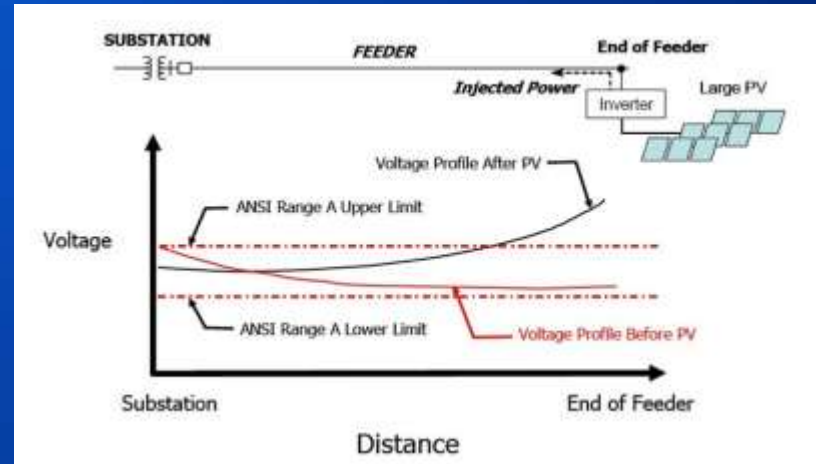 SUBSTATION
FEEDER
End of Feeder
Injected Power
Inverter
Large PV
Voltage Profile After PV
ANSI Range A Upper Limit
Voltage
ANSI Range A Lower Limit
Voltage Profile Before PV
Substation
End of Feeder
Distance